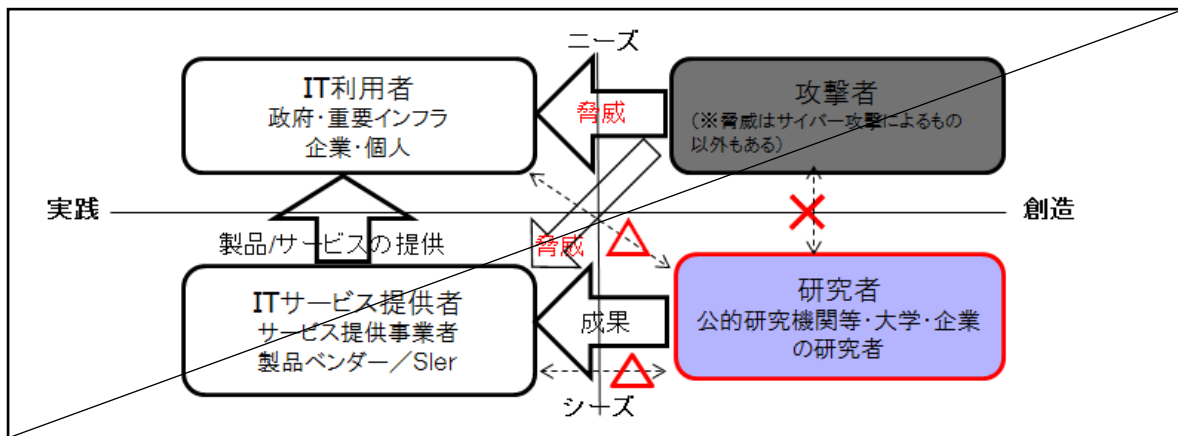 ニーズ
IT利用者
政府・重要インフラ
企業・個人
脅威
攻撃者
(※脅威はサイバー攻撃によるもの
以外もある)
実践
創造
製品/サービスの提供
脅威
ITサービス提供者
サービス提供事業者
製品ベンダー／SIer
成果
研究者
公的研究機関等・大学・企業
の研究者
シーズ